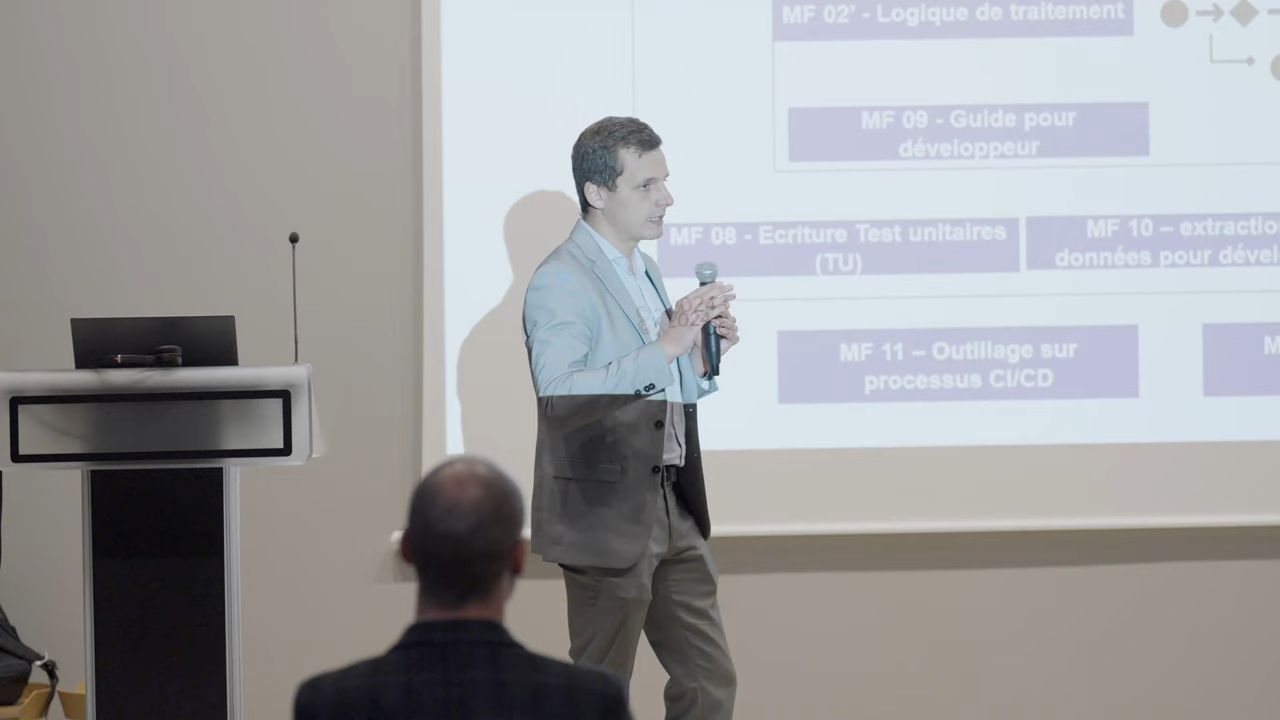 MF 02' - Logique de traitement
MF 09 - Guide pour
développeur
MF 08 - Ecriture Test unitaires
(TU)
MF 10 – extractio
données pour dével
MF 11 – Outillage sur
processus CI/CD
M